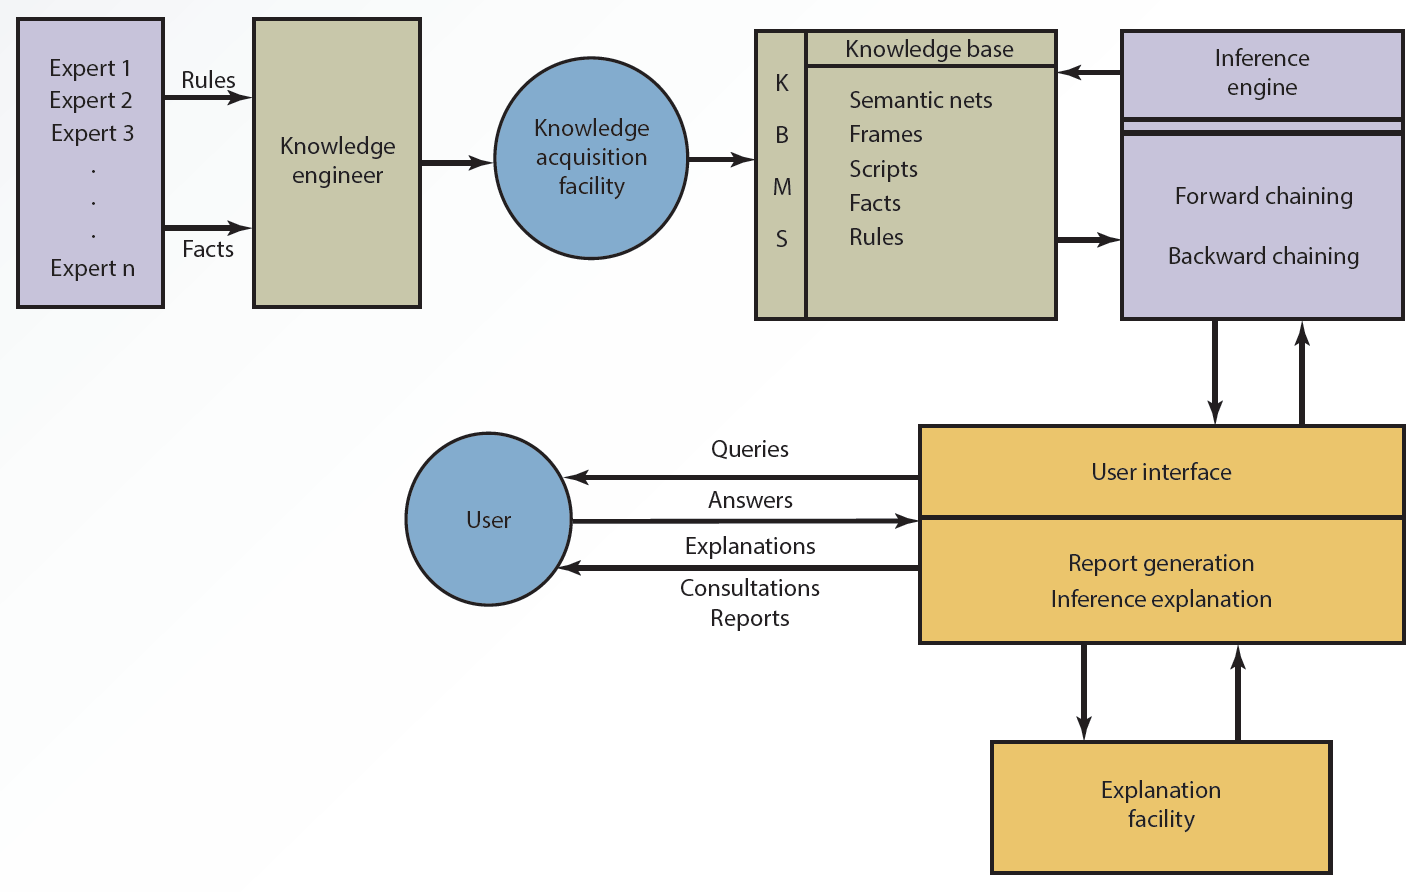 Expert 1
Expert 2
Expert 3
.
.
.
Expert n
Rules
Facts
Knowledge
engineer
Knowledge
acquisition
facility
K
B
M
S
Knowledge base
Semantic nets
Frames
Scripts
Facts
Rules
Inference
engine
Forward chaining
Backward chaining
User
Queries
Answers
Explanations
Consultations
Reports
User interface
Report generation
Inference explanation
Explanation
facility